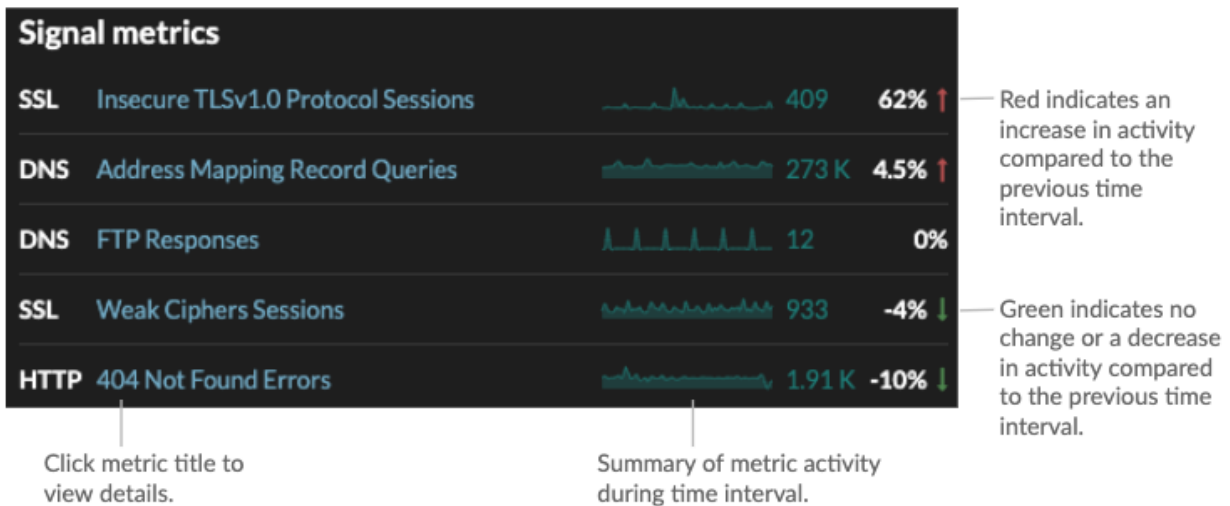 Signal metrics
SSL Insecure TLSv1.0 Protocol Sessions 409 62%
DNS Address Mapping Record Queries 273 K 4.5%
DNS FTP Responses 12 0%
SSL Weak Ciphers Sessions 933 -4%
HTTP 404 Not Found Errors 1.91 K -10%
Red indicates an
increase in activity
compared to the
previous time
interval.
Green indicates no
change or a decrease
in activity compared
to the previous time
interval.
Click metric title to
view details.
Summary of metric activity
during time interval.